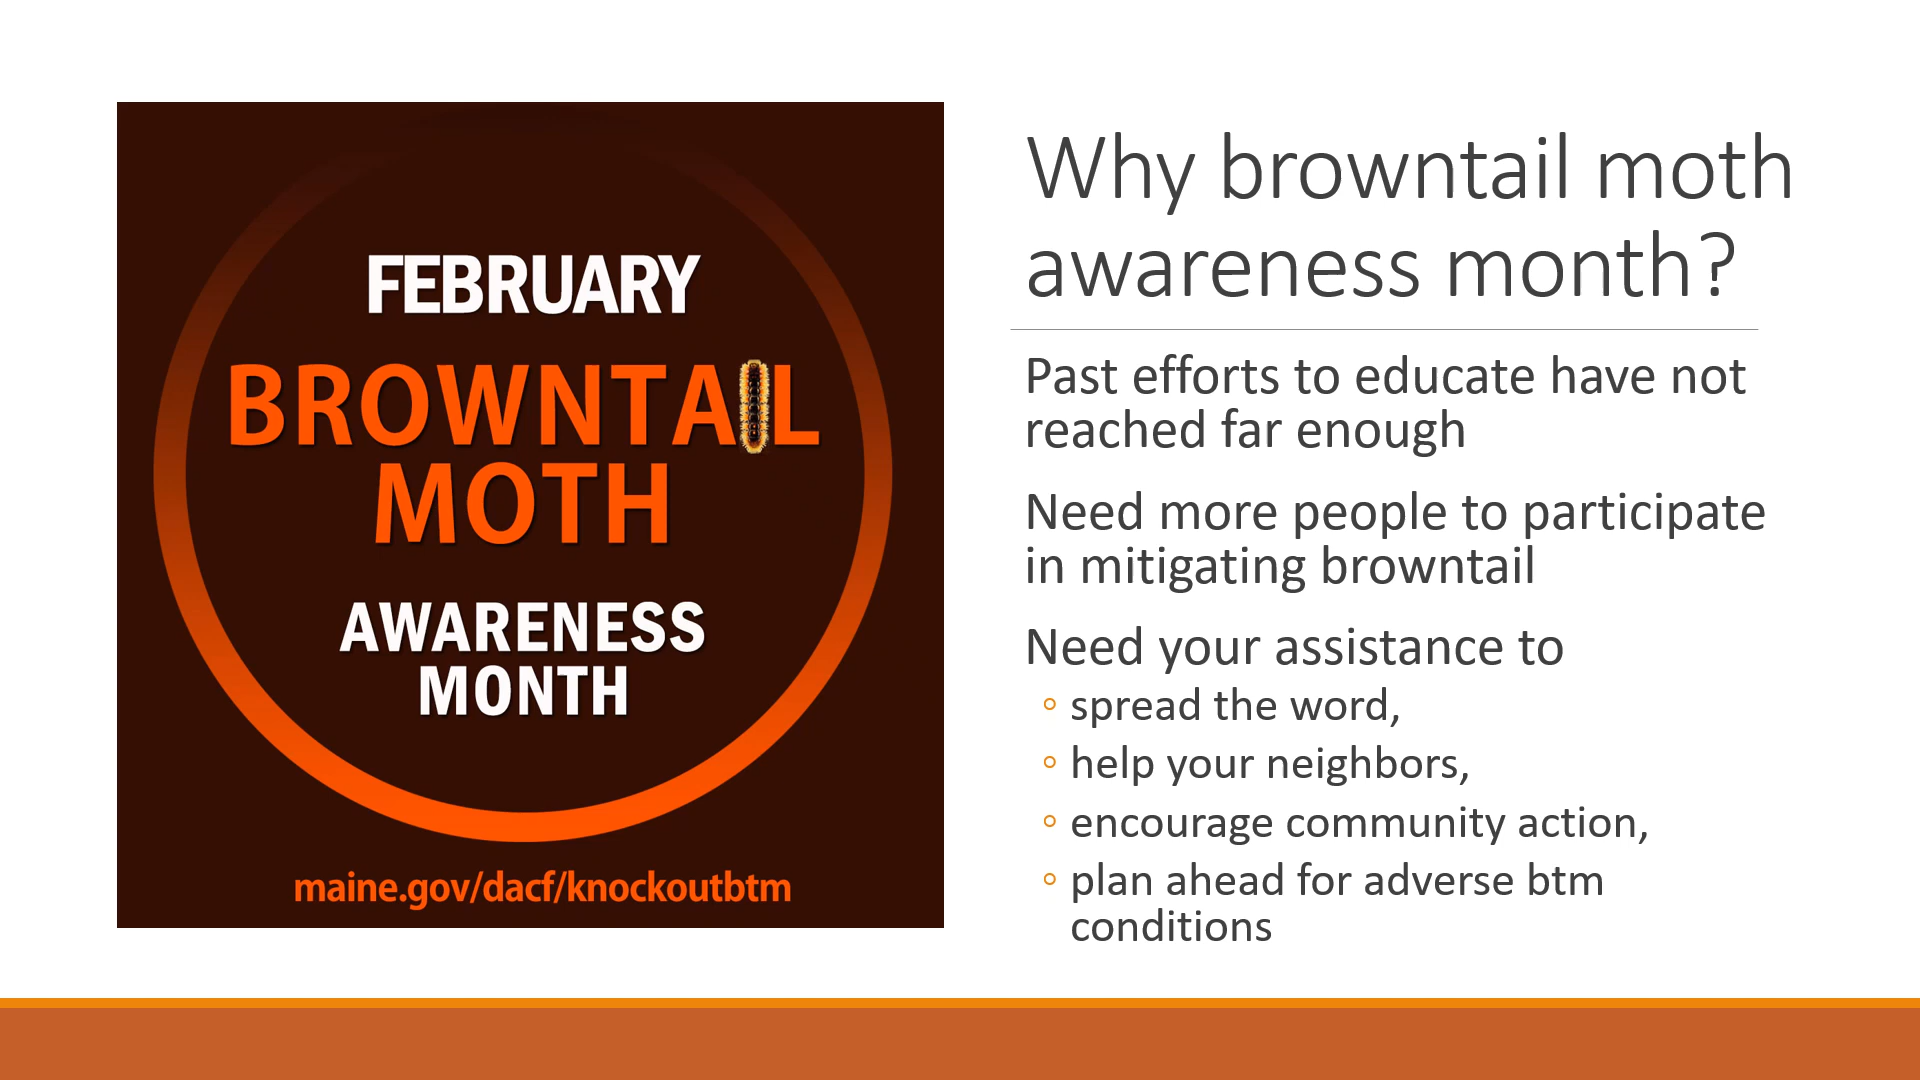 FEBRUARY
BROWNTAIL
MOTH
AWARENESS
MONTH
maine.gov/dacf/knockoutbtm
Why browntail moth
awareness month?
Past efforts to educate have not
reached far enough
Need more people to participate
in mitigating browntail
Need your assistance to
◦ spread the word,
◦ help your neighbors,
◦ encourage community action,
◦ plan ahead for adverse btm
conditions